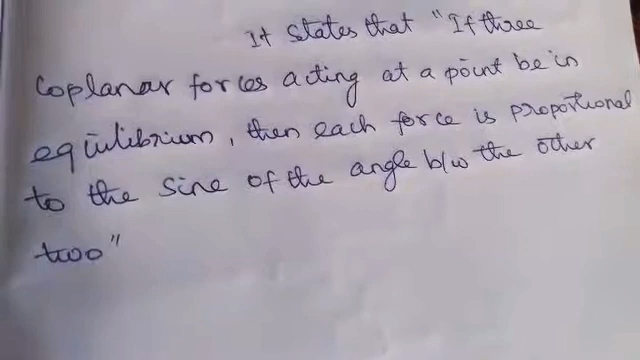 It states that "If three
Coplanar forces acting at a point be in
equilibrium, then each force is proportional
to the sine of the angle b/w the other
two"